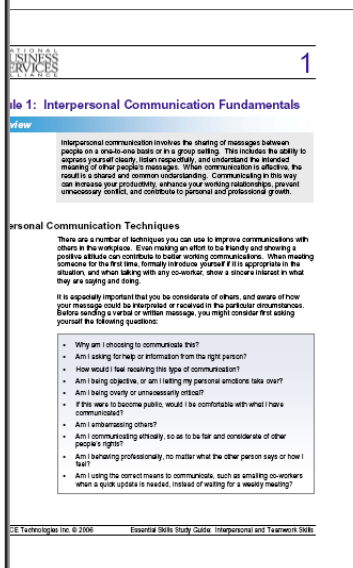 ATIONAL
USINESS
ERVICES
LLIANCE
1
ule 1: Interpersonal Communication Fundamentals
view
Interpersonal communication involves the sharing of messages between
people on a one-to-one basis or in a group setting. This includes the ability to
express yourself clearly, listen respectfully, and understand the intended
meaning of other people's messages. When communication is effective, the
result is a shared and common understanding. Communicating in this way
can increase your productivity, enhance your working relationships, prevent
unnecessary conflict, and contribute to personal and professional growth.
ersonal Communication Techniques
There are a number of techniques you can use to improve communications with
others in the workplace. Even making an effort to be friendly and showing a
positive attitude can contribute to better working communications. When meeting
someone for the first time, formally introduce yourself if it is appropriate in the
situation, and when talking with any co-worker, show a sincere interest in what
they are saying and doing.
It is especially important that you be considerate of others, and aware of how
your message could be interpreted or received in the particular circumstances.
Before sending a verbal or written message, you might consider first asking
yourself the following questions:
• Why am I choosing to communicate this?
• Am I asking for help or information from the right person?
• How would I feel receiving this type of communication?
• Am I being objective, or am I letting my personal emotions take over?
• Am I being overly or unnecessarily critical?
• If this were to become public, would I be comfortable with what I have
communicated?
• Am I embarrassing others?
• Am I communicating ethically, so as to be fair and considerate of other
people's rights?
• Am I behaving professionally, no matter what the other person says or how I
feel?
• Am I using the correct means to communicate, such as emailing co-workers
when a quick update is needed, instead of waiting for a weekly meeting?
CE Technologies Inc. © 2006 Essential Skills Study Guide: Interpersonal and Teamwork Skills